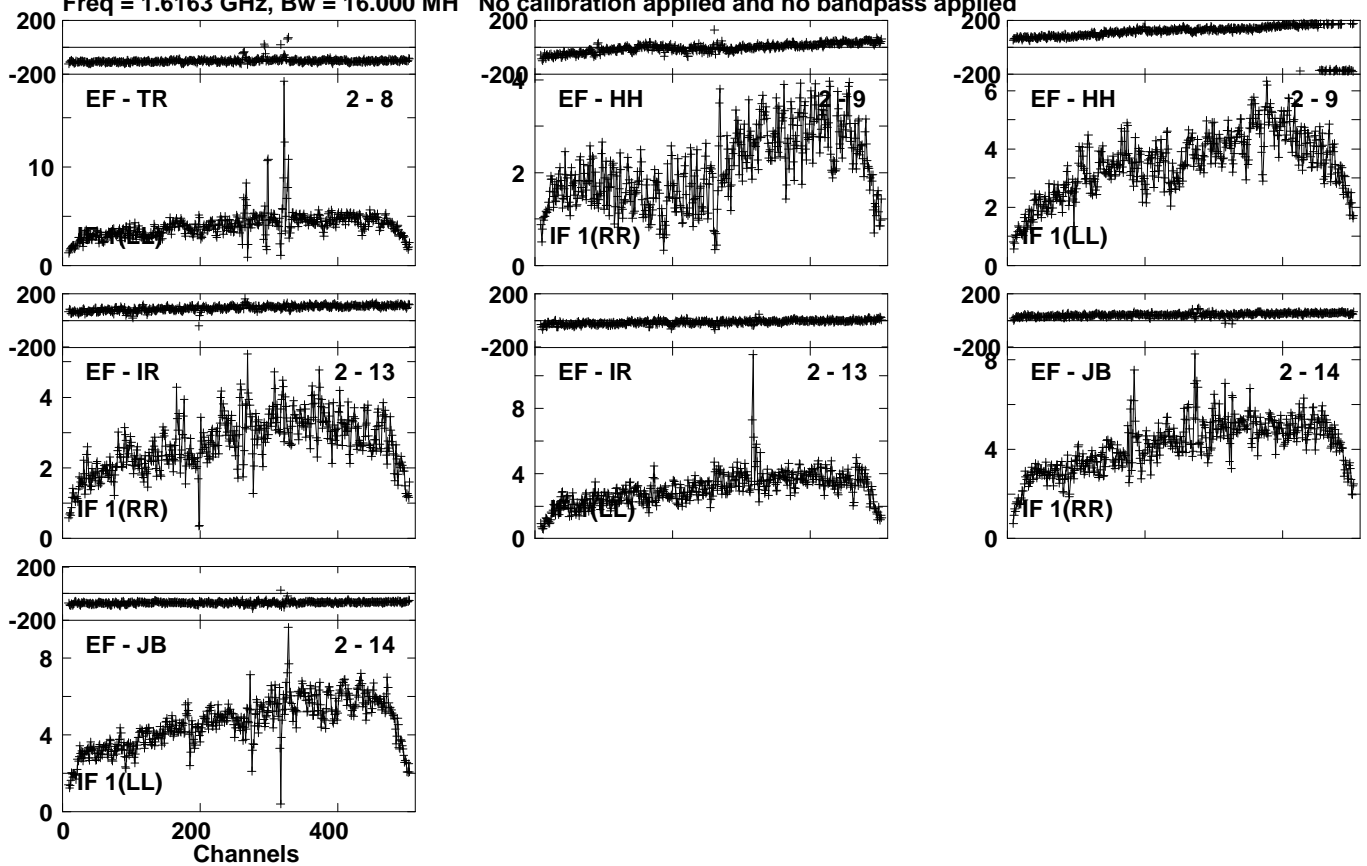 Freq = 1.6163 GHz, Bw = 16.000 MH No calibration applied and no bandpass applied
200
-200 -200 -200
EF - TR 2 - 8 4 EF - HH 2 - 9 6 EF - HH 2 - 9
10 4
2
2
IF 1(LL) IF 1(RR) IF 1(LL)
0 0 0
200 200 200
-200 -200 -200
EF - IR 2 - 13 EF - IR 2 - 13 8 EF - JB 2 - 14
4 8
4
2 4
IF 1(RR) IF 1(LL) IF 1(RR)
0 0 0
200
-200
EF - JB 2 - 14
8
4
IF 1(LL)
0
0 200 400
Channels